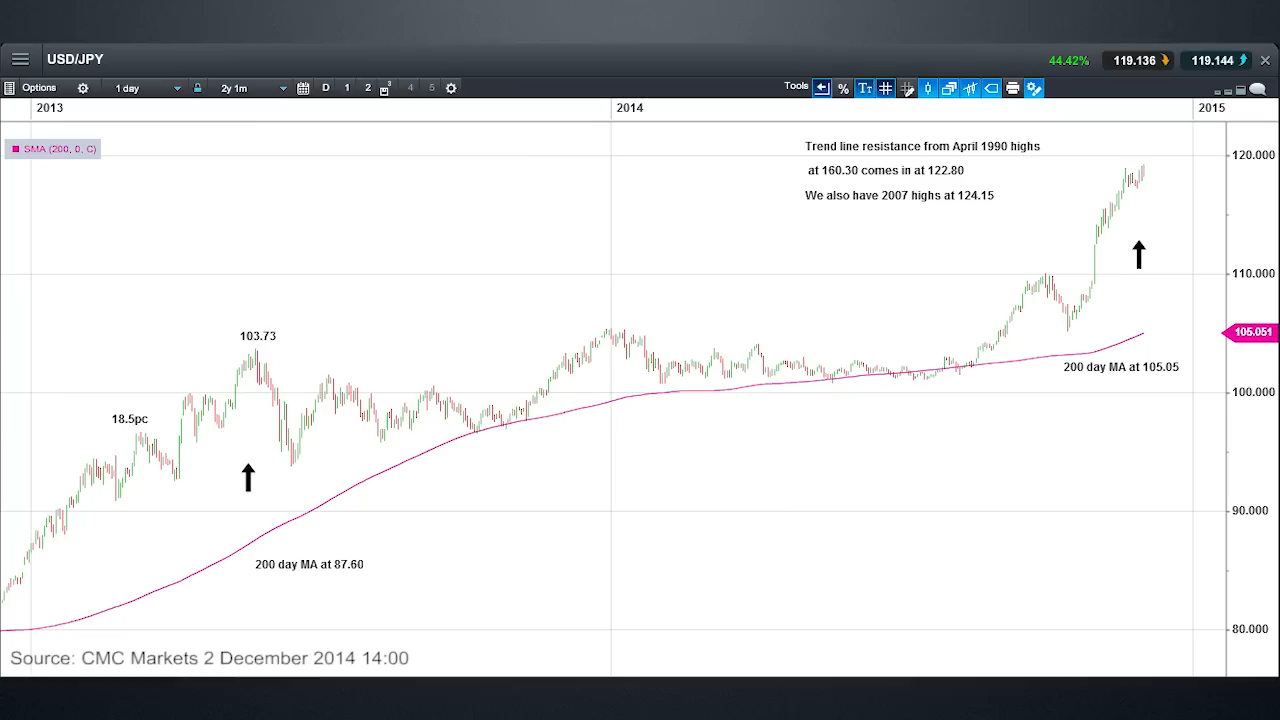 USD/JPY
44.42% 119.136 119.144
Options 1 day 2y 1m D 1 2 3 4 5 Tools %
2013 2014 2015
SMA (200, 0, C)
Trend line resistance from April 1990 highs
at 160.30 comes in at 122.80
We also have 2007 highs at 124.15
120.000
110.000
103.73
105.051
200 day MA at 105.05
100.000
18.5pc
90.000
200 day MA at 87.60
80.000
Source: CMC Markets 2 December 2014 14:00